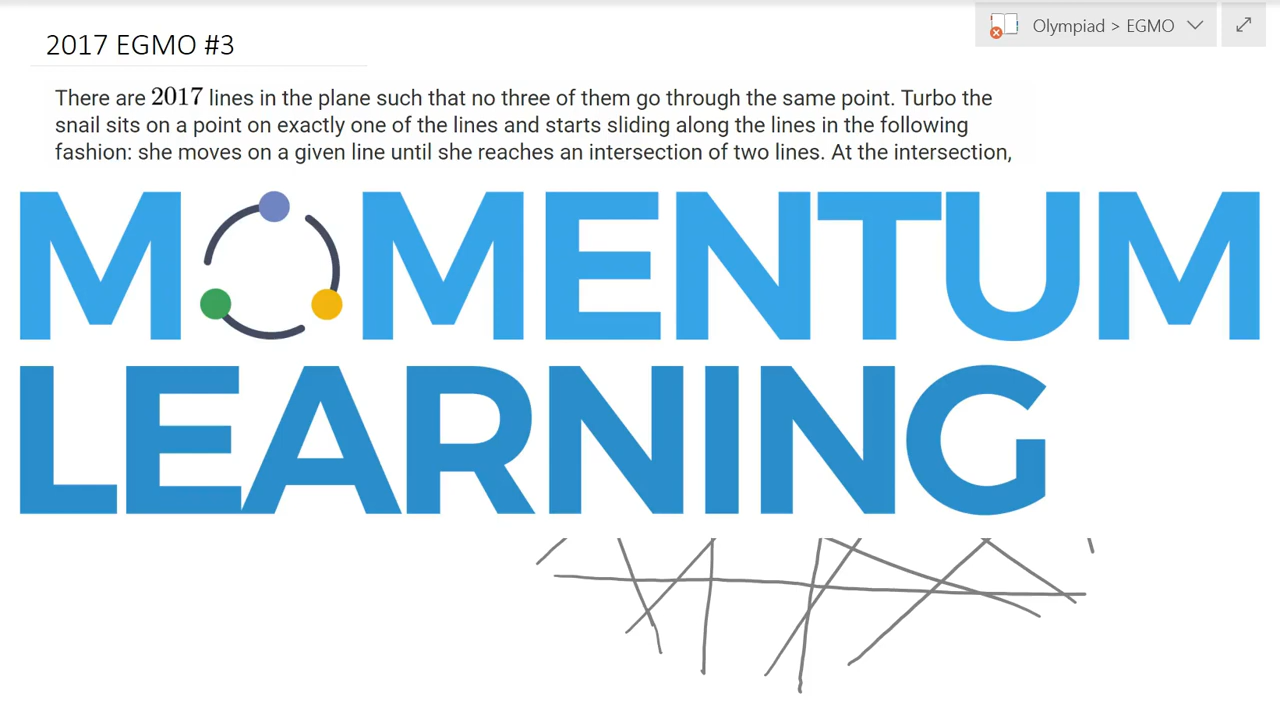 Olympiad > EGMO
2017 EGMO #3
There are 2017 lines in the plane such that no three of them go through the same point. Turbo the
snail sits on a point on exactly one of the lines and starts sliding along the lines in the following
fashion: she moves on a given line until she reaches an intersection of two lines. At the intersection,
MOMENTUM
LEARNING